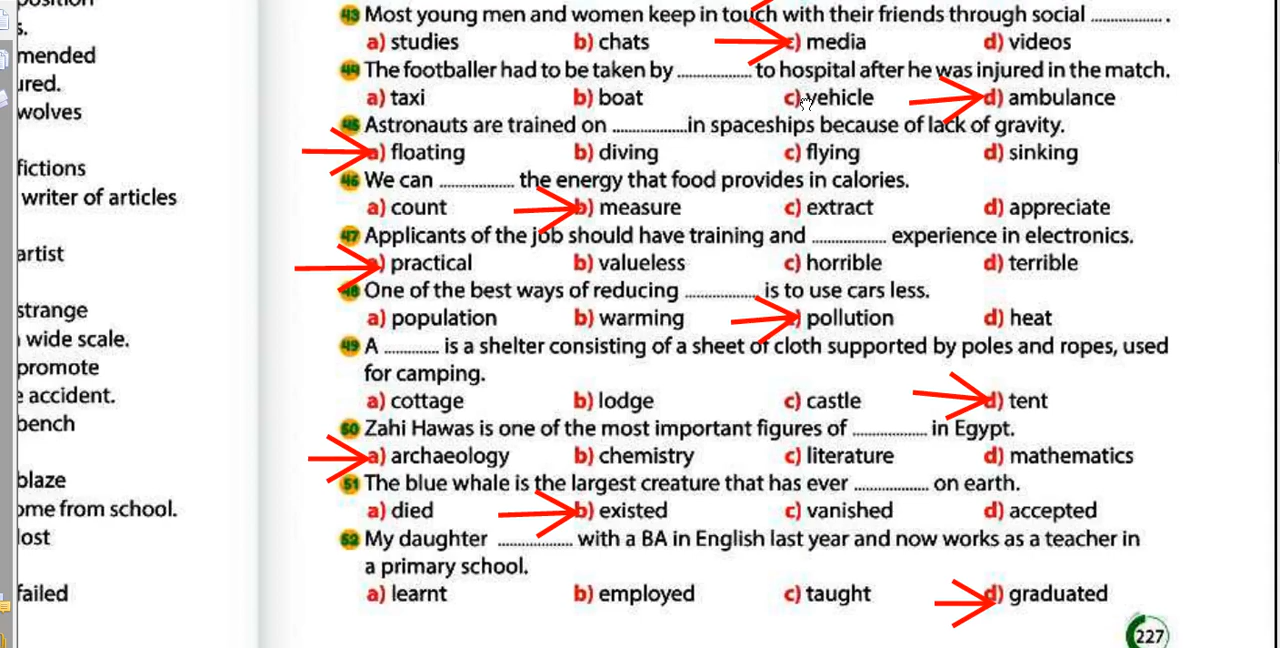 position
s.
mended
ured.
wolves
fictions
writer of articles
artist
strange
wide scale.
promote
e accident.
bench
blaze
ome from school.
lost
failed
43 Most young men and women keep in touch with their friends through social .................. .
a) studies b) chats c) media d) videos
44 The footballer had to be taken by .................. to hospital after he was injured in the match.
a) taxi b) boat c) vehicle d) ambulance
45 Astronauts are trained on ..................in spaceships because of lack of gravity.
a) floating b) diving c) flying d) sinking
46 We can .................. the energy that food provides in calories.
a) count b) measure c) extract d) appreciate
47 Applicants of the job should have training and .................. experience in electronics.
a) practical b) valueless c) horrible d) terrible
48 One of the best ways of reducing .................. is to use cars less.
a) population b) warming c) pollution d) heat
49 A ............. is a shelter consisting of a sheet of cloth supported by poles and ropes, used
for camping.
a) cottage b) lodge c) castle d) tent
50 Zahi Hawas is one of the most important figures of .................. in Egypt.
a) archaeology b) chemistry c) literature d) mathematics
51 The blue whale is the largest creature that has ever .................. on earth.
a) died b) existed c) vanished d) accepted
52 My daughter .................. with a BA in English last year and now works as a teacher in
a primary school.
a) learnt b) employed c) taught d) graduated
227